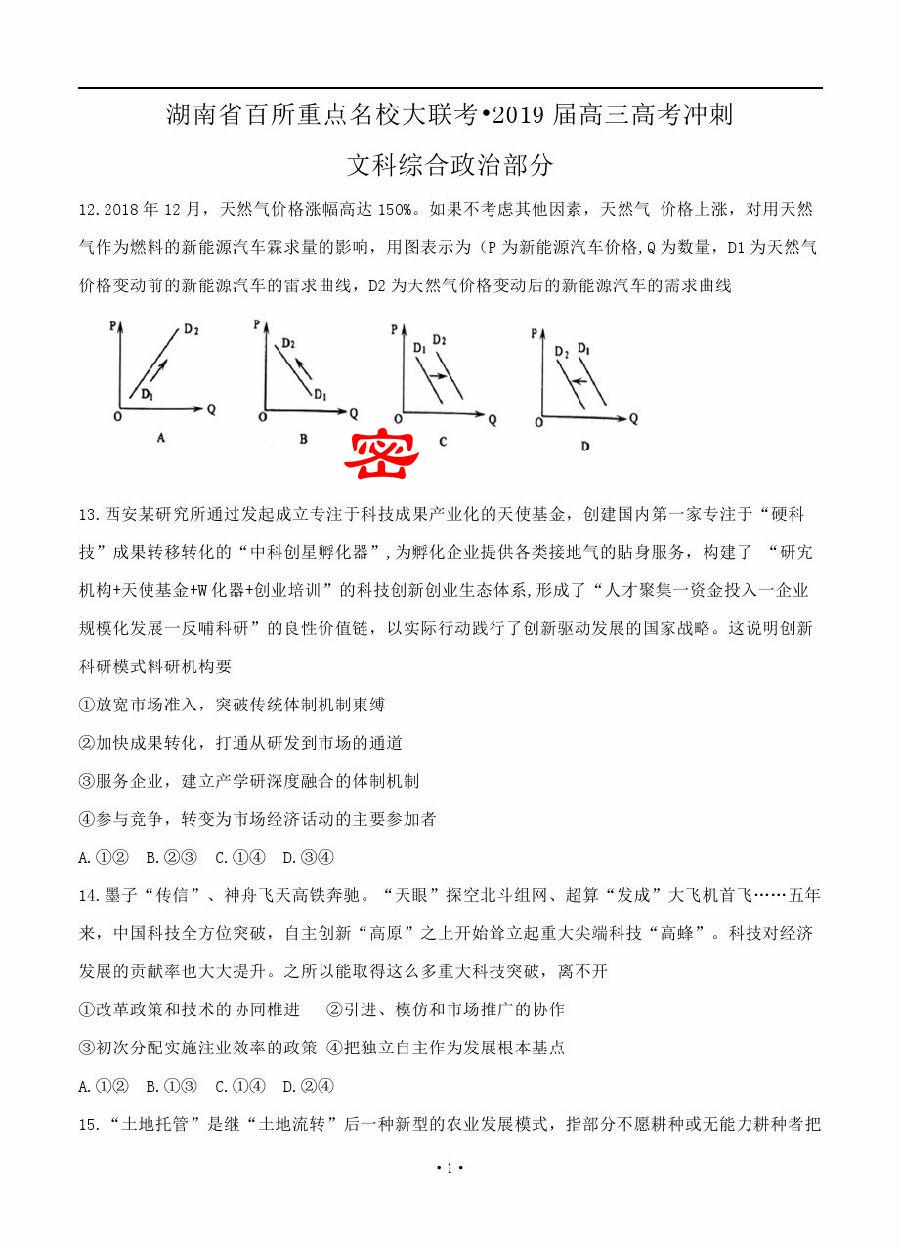 湖南省百所重点名校大联考•2019届高三高考冲刺
文科综合政治部分
12.2018年12月，天然气价格涨幅高达150%。如果不考虑其他因素，天然气 价格上涨，对用天然
气作为燃料的新能源汽车霖求量的影响，用图表示为（P为新能源汽车价格,Q为数量，D1为天然气
价格变动前的新能源汽车的雷求曲线，D2为大然气价格变动后的新能源汽车的需求曲线
P D2 D1 O Q A
P D2 D1 O Q B
P D1 D2 O Q C
P D2 D1 O Q D
密
13.西安某研究所通过发起成立专注于科技成果产业化的天使基金，创建国内第一家专注于“硬科
技”成果转移转化的“中科创星孵化器”,为孵化企业提供各类接地气的贴身服务，构建了 “研宄
机构+天使基金+W化器+创业培训”的科技创新创业生态体系,形成了“人才聚集一资金投入一企业
规模化发展一反哺科研”的良性价值链，以实际行动践行了创新驱动发展的国家战略。这说明创新
科研模式料研机构要
①放宽市场准入，突破传统体制机制束缚
②加快成果转化，打通从研发到市场的通道
③服务企业，建立产学研深度融合的体制机制
④参与竞争，转变为市场经济话动的主要参加者
A.①② B.②③ C.①④ D.③④
14.墨子“传信”、神舟飞天高铁奔驰。“天眼”探空北斗组网、超算“发成”大飞机首飞……五年
来，中国科技全方位突破，自主创新“高原”之上开始耸立起重大尖端科技“高蜂”。科技对经济
发展的贡献率也大大提升。之所以能取得这么多重大科技突破，离不开
①改革政策和技术的办同椎进 ②引进、模仿和市场推广的协作
③初次分配实施注业效率的政策 ④把独立自主作为发展根本基点
A.①② B.①③ C.①④ D.②④
15.“土地托管”是继“土地流转”后一种新型的农业发展模式，指部分不愿耕种或无能力耕种者把
•1•